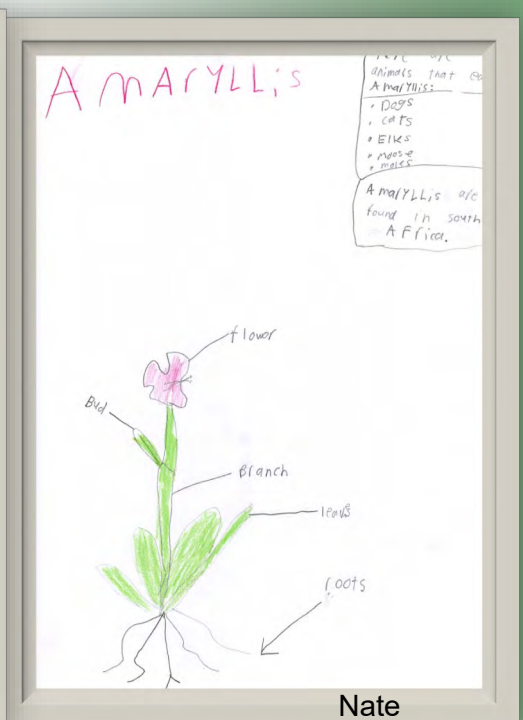 AMArYLLiS
animals that
AmarYllis:
• Dogs
• cats
• Elks
• moose
• moles
AmarYLLis are
found in south
AFrica.
flower
Bud
Branch
leavs
roots
Nate